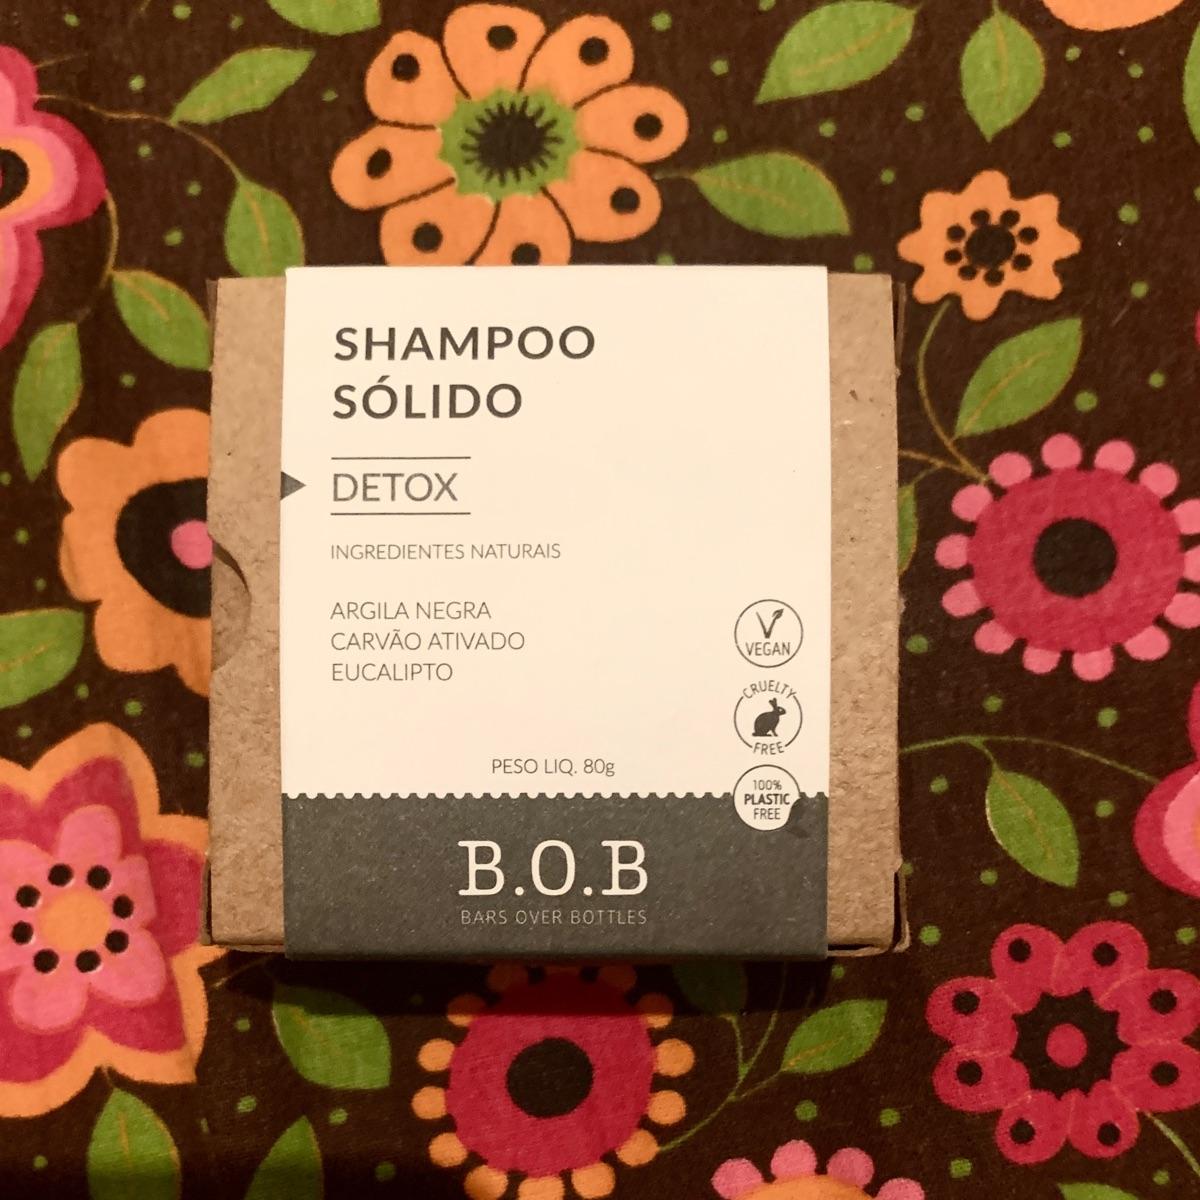 SHAMPOO
SÓLIDO
DETOX
INGREDIENTES NATURAIS
ARGILA NEGRA
CARVÃO ATIVADO
EUCALIPTO
VEGAN
CRUELTY
FREE
PESO LIQ. 80g
100%
PLASTIC
FREE
B.O.B
BARS OVER BOTTLES